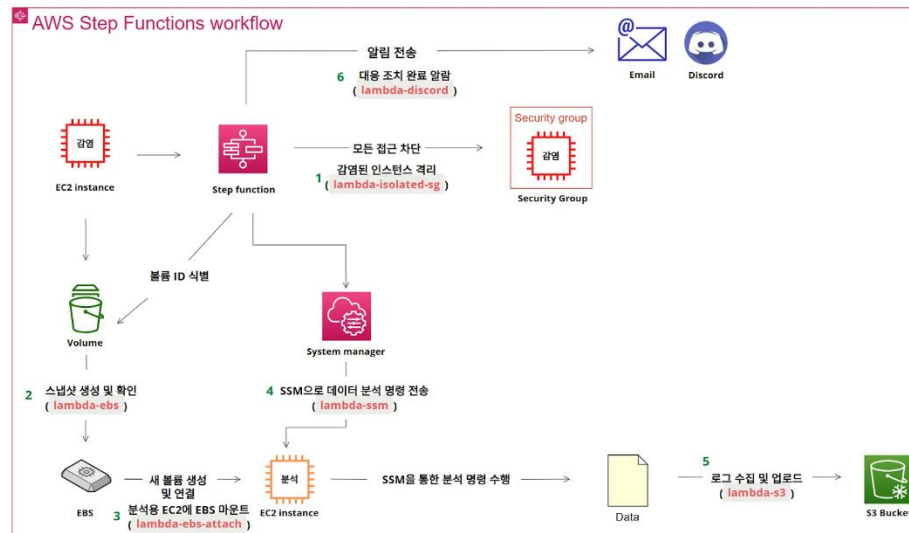 AWS Step Functions workflow
알림 전송
6 대응 조치 완료 알람
( lambda-discord )
Email
Discord
감염
EC2 instance
Step function
모든 접근 차단
1 감염된 인스턴스 격리
( lambda-isolated-sg )
Security group
감염
Security Group
볼륨 ID 식별
Volume
System manager
2 스냅샷 생성 및 확인
( lambda-ebs )
4 SSM으로 데이터 분석 명령 전송
( lambda-ssm )
EBS
새 볼륨 생성
및 연결
3 분석용 EC2에 EBS 마운트
( lambda-ebs-attach )
분석
EC2 instance
SSM을 통한 분석 명령 수행
Data
5
로그 수집 및 업로드
( lambda-s3 )
S3 Bucket